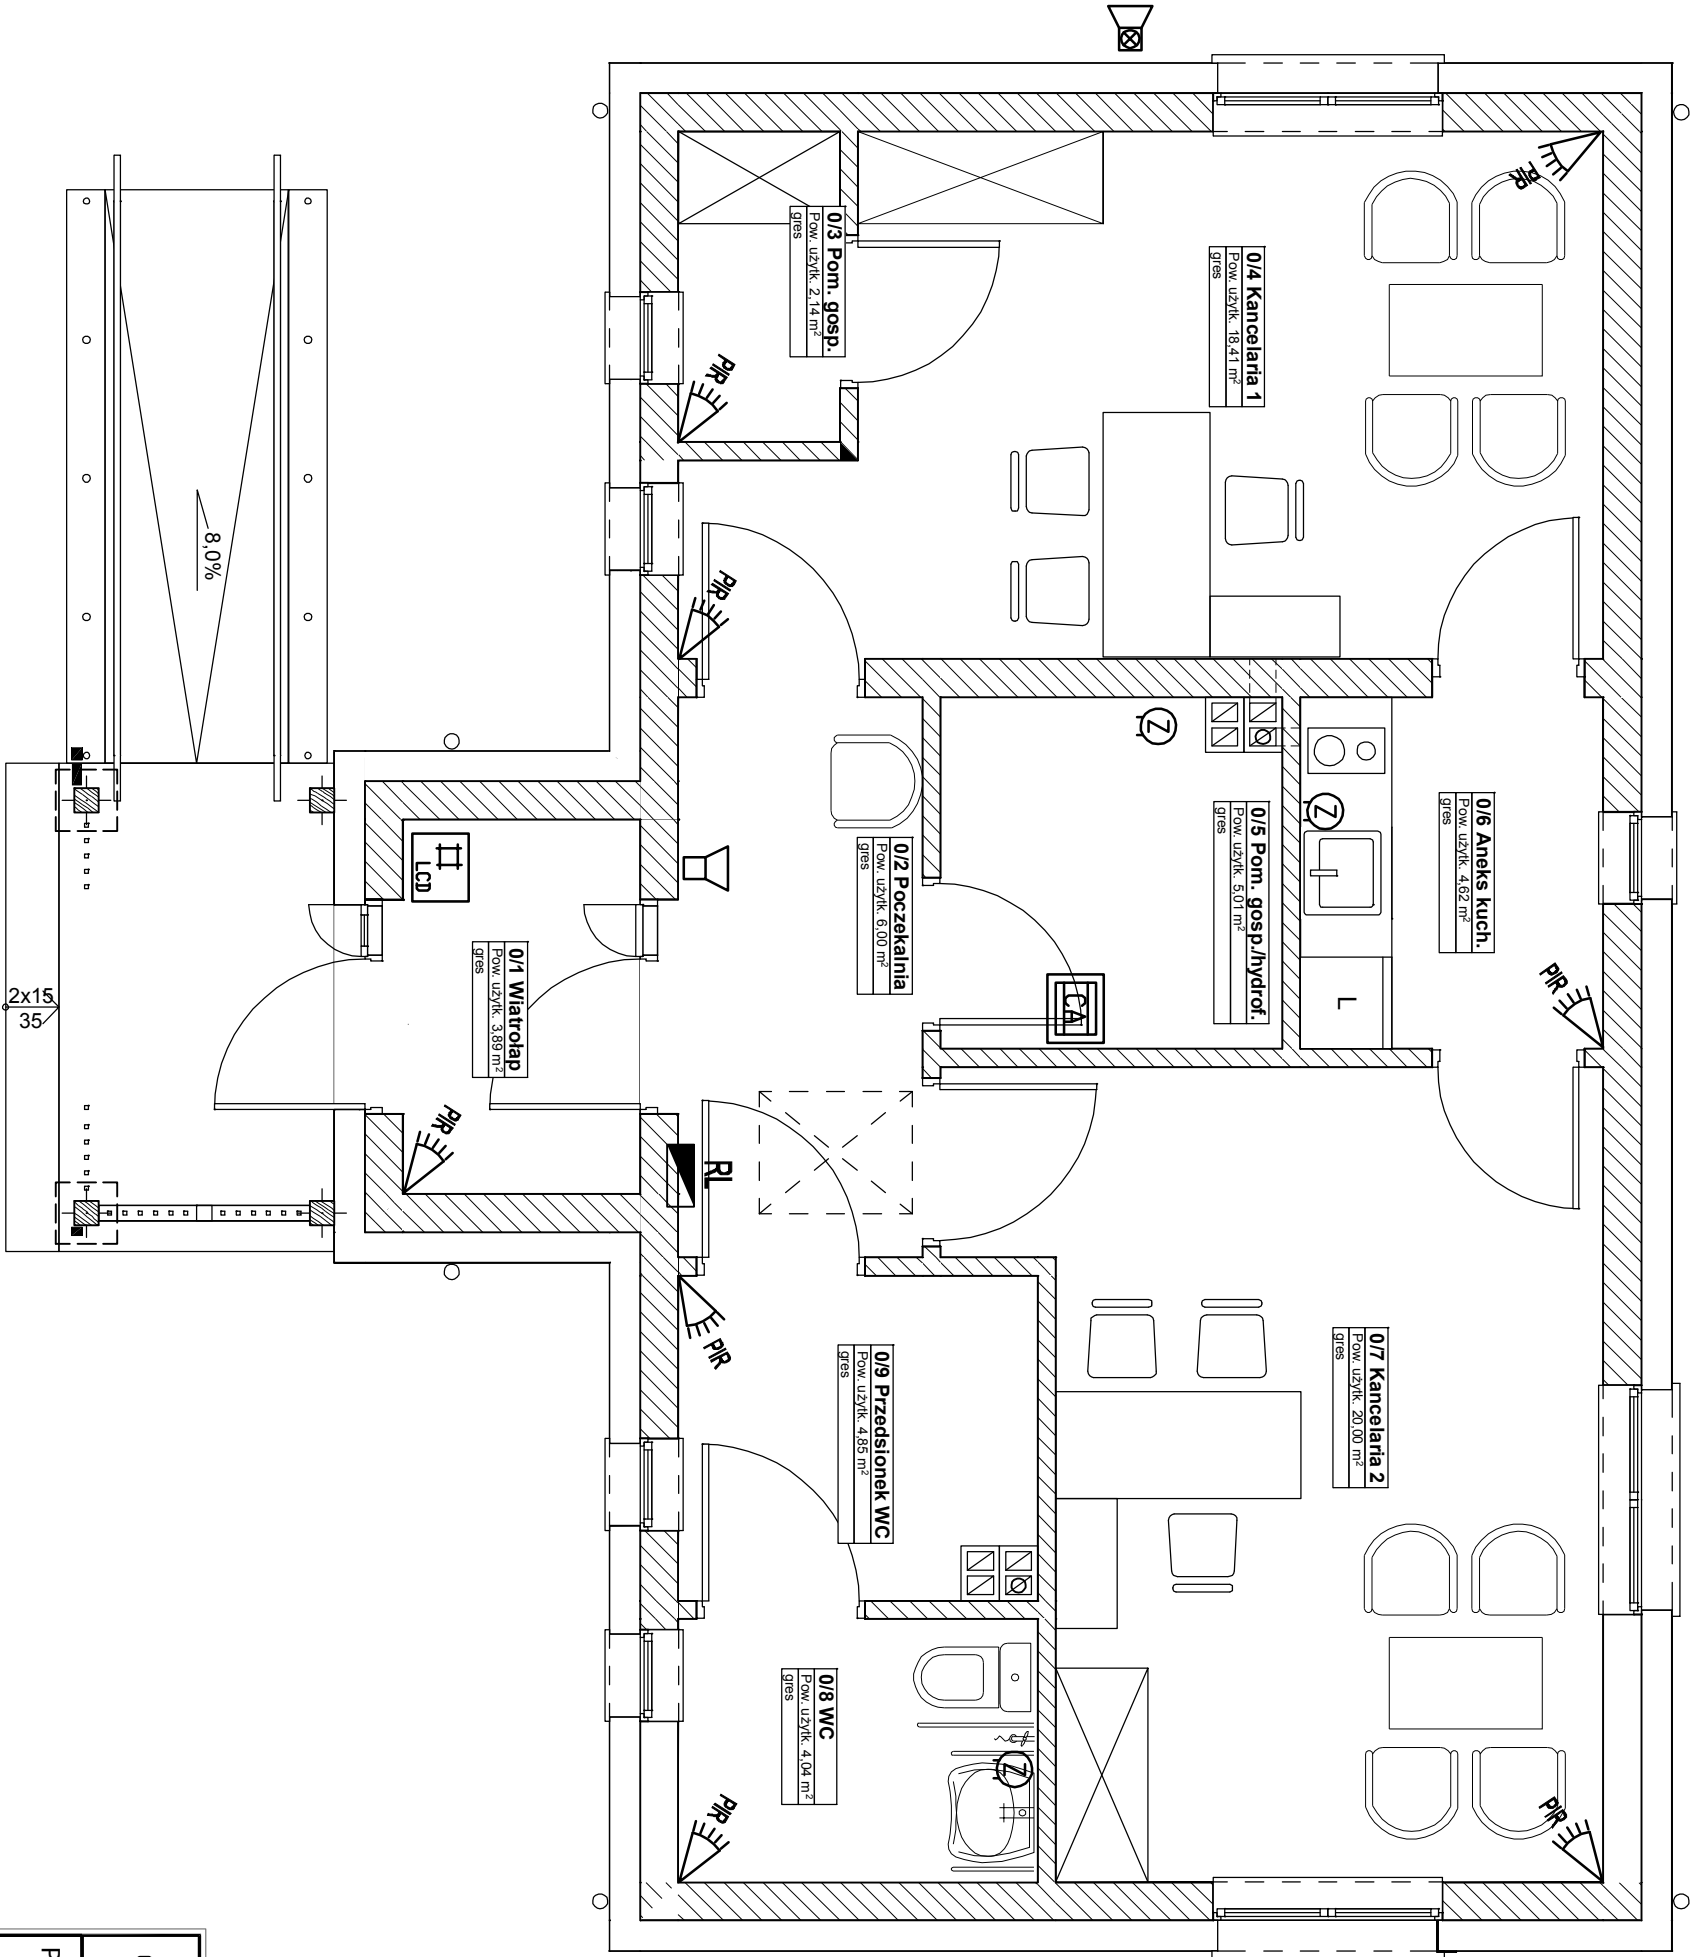 PIR
0/3 Pom. gosp.
Pow. użytk. 2,14 m²
gres
0/4 Kancelaria 1
Pow. użytk. 18,41 m²
gres
PIR
8,0%
PIR
Z
0/6 Aneks kuch.
Pow. użytk. 4,62 m²
gres
Z
0/5 Pom. gosp./hydrof.
Pow. użytk. 5,01 m²
gres
0/2 Poczekalnia
Pow. użytk. 6,00 m²
gres
LCD
0/1 Wiatrołap
Pow. użytk. 3,89 m²
gres
2x15
35
CA
L
PIR
PIR
RL
PIR
0/9 Przedsionek WC
Pow. użytk. 4,85 m²
gres
0/7 Kancelaria 2
Pow. użytk. 20,00 m²
gres
0/8 WC
Pow. użytk. 4,04 m²
gres
Z
PIR
PIR